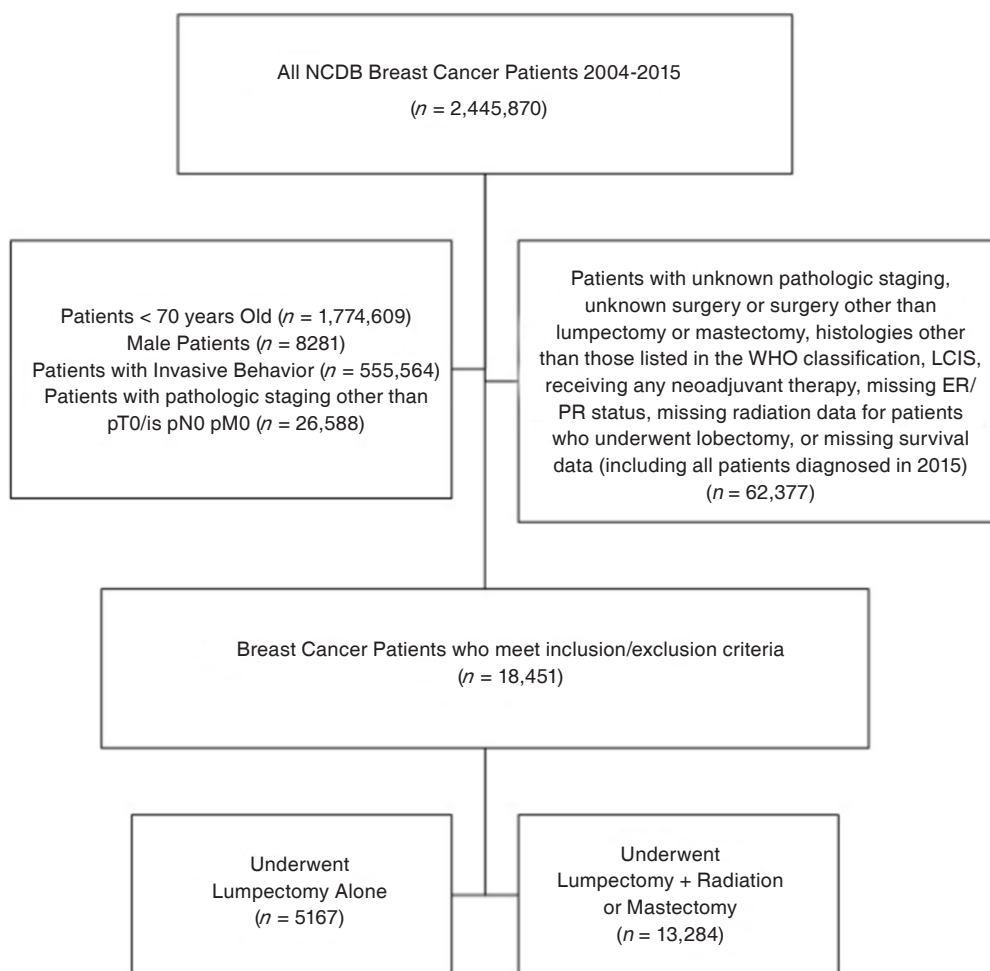 All NCDB Breast Cancer Patients 2004-2015
(n = 2,445,870)
Patients < 70 years Old (n = 1,774,609)
Male Patients (n = 8281)
Patients with Invasive Behavior (n = 555,564)
Patients with pathologic staging other than
pT0/is pN0 pM0 (n = 26,588)
Patients with unknown pathologic staging,
unknown surgery or surgery other than
lumpectomy or mastectomy, histologies other
than those listed in the WHO classification, LCIS,
receiving any neoadjuvant therapy, missing ER/
PR status, missing radiation data for patients
who underwent lobectomy, or missing survival
data (including all patients diagnosed in 2015)
(n = 62,377)
Breast Cancer Patients who meet inclusion/exclusion criteria
(n = 18,451)
Underwent
Lumpectomy Alone
(n = 5167)
Underwent
Lumpectomy + Radiation
or Mastectomy
(n = 13,284)